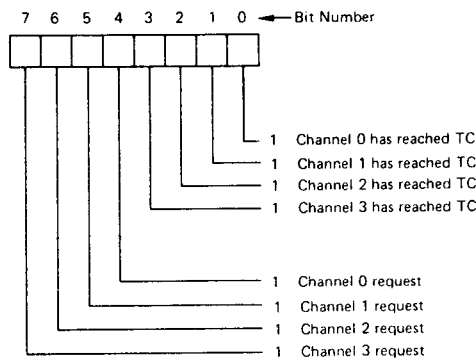 7 6 5 4 3 2 1 0 Bit Number
1 Channel 0 has reached TC
1 Channel 1 has reached TC
1 Channel 2 has reached TC
1 Channel 3 has reached TC
1 Channel 0 request
1 Channel 1 request
1 Channel 2 request
1 Channel 3 request